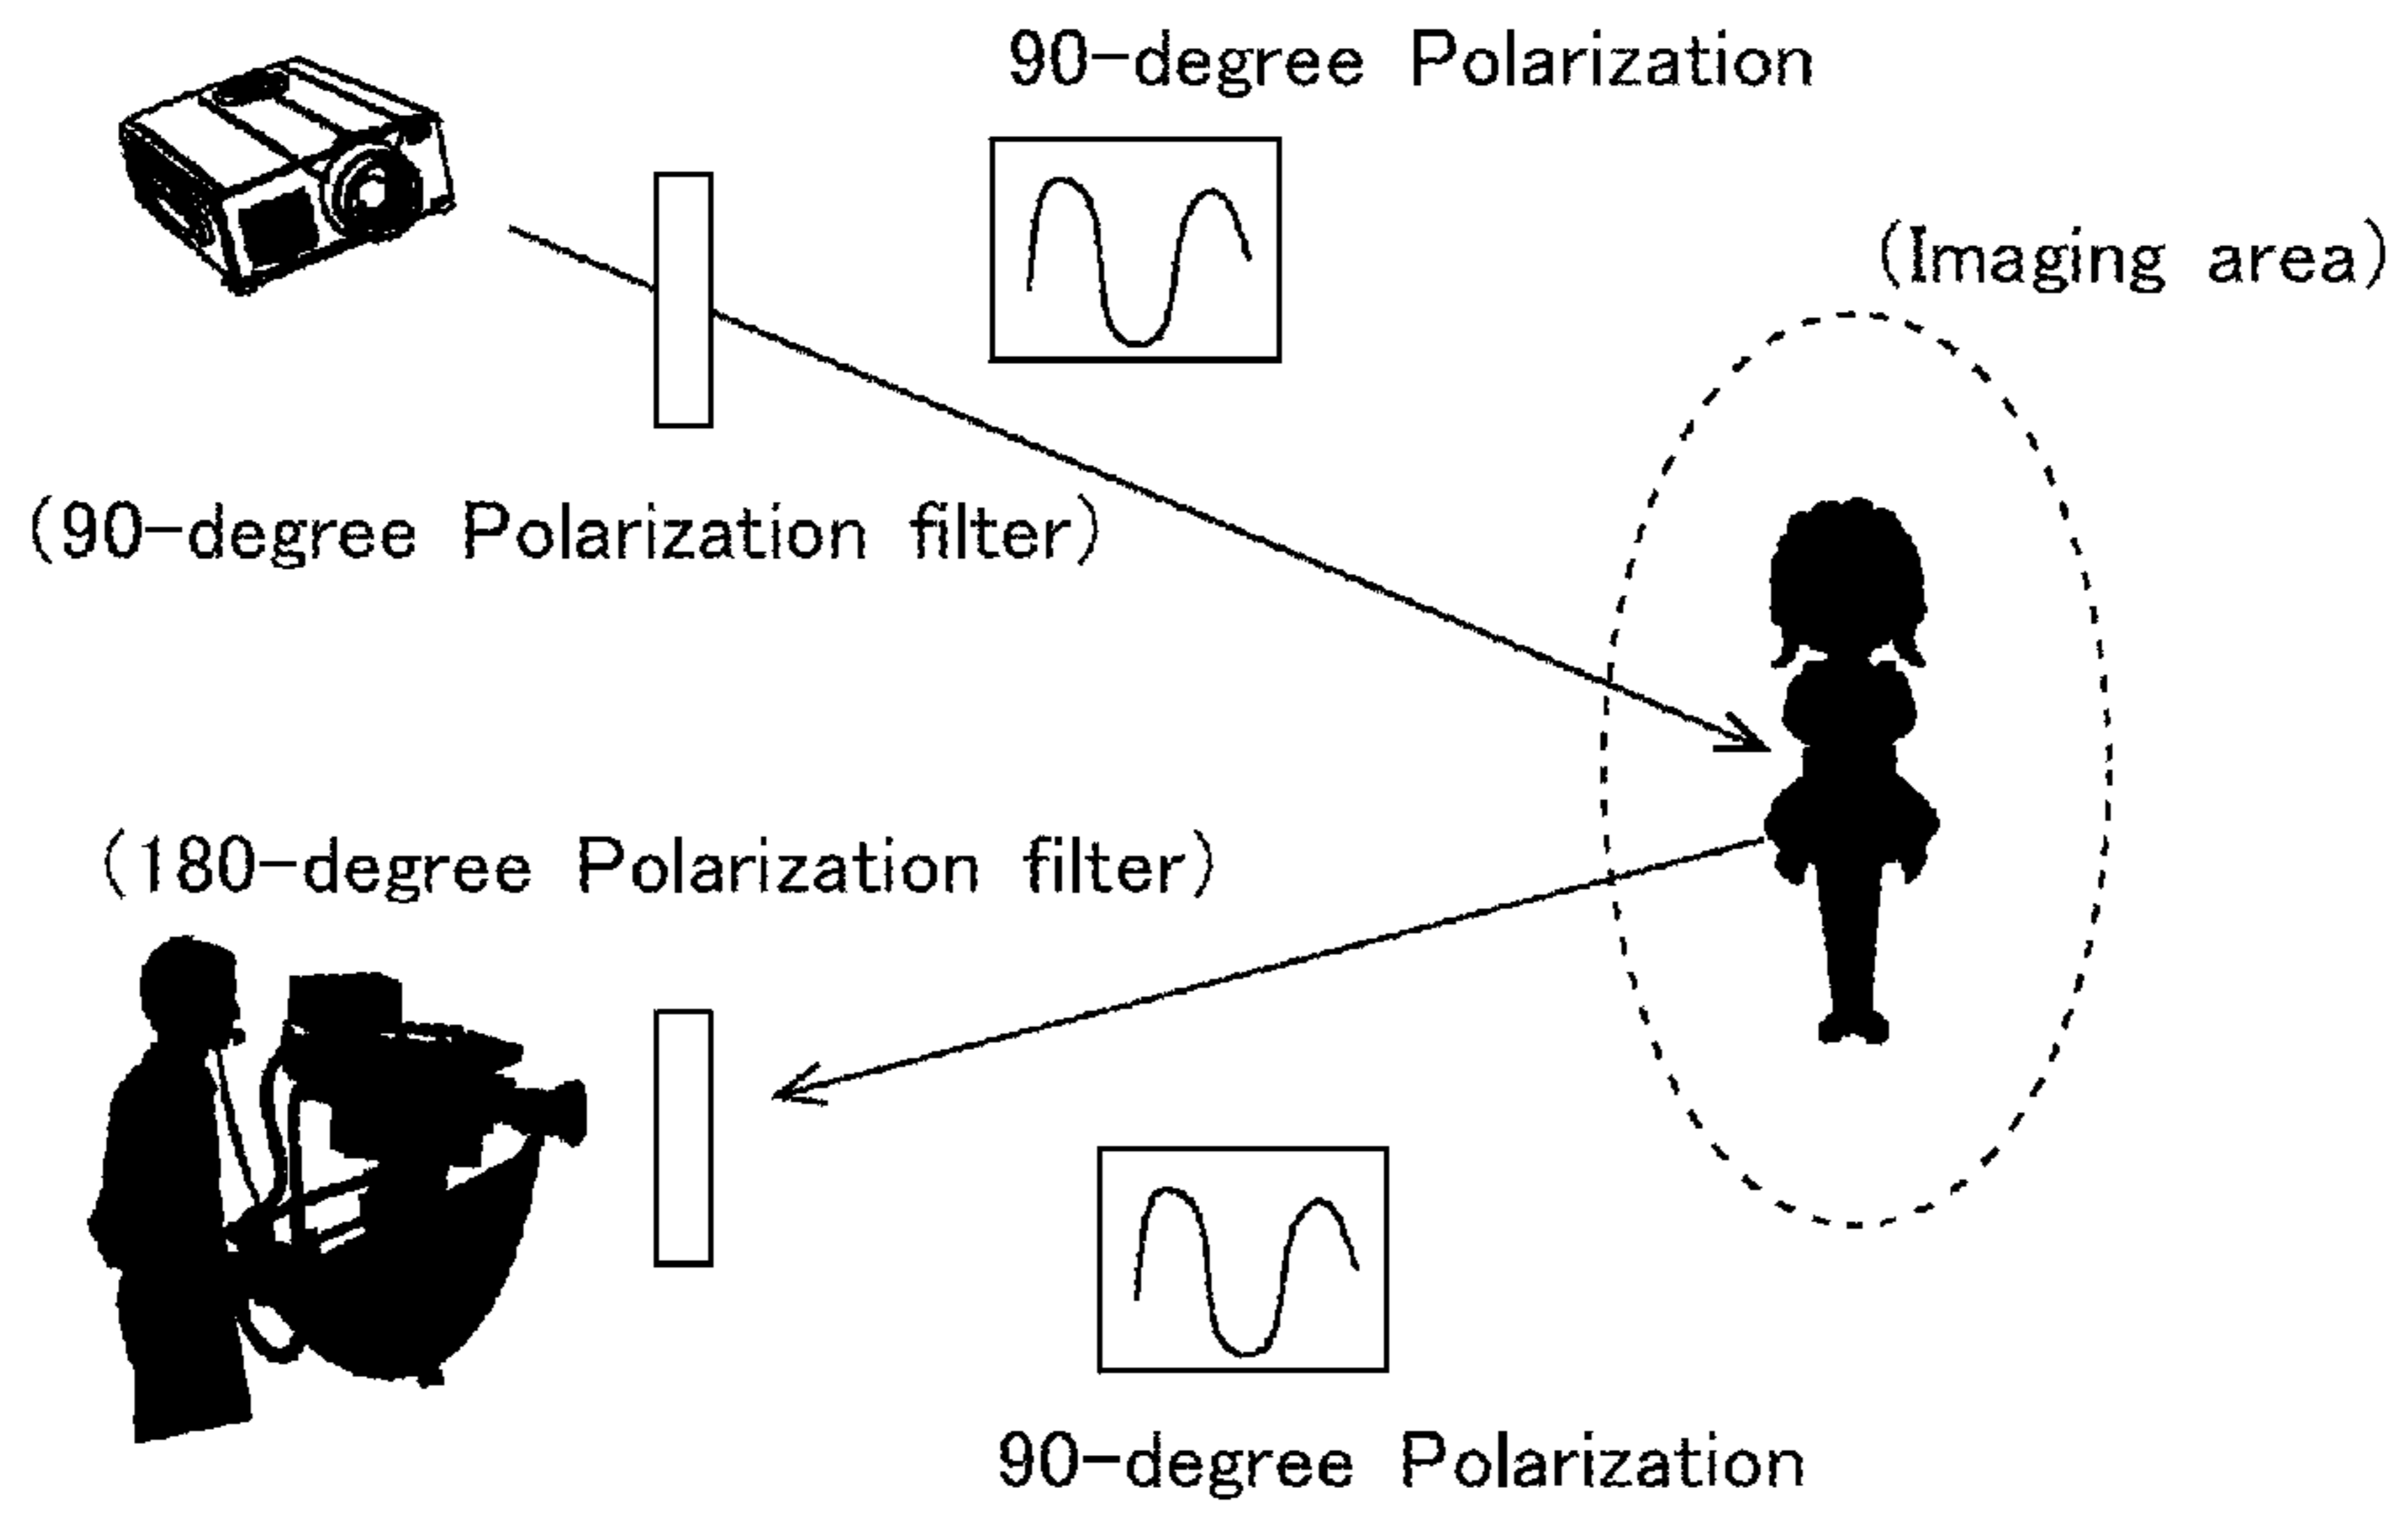 90-degree Polarization
(Imaging area)
(90-degree Polarization filter)
(180-degree Polarization filter)
90-degree Polarization